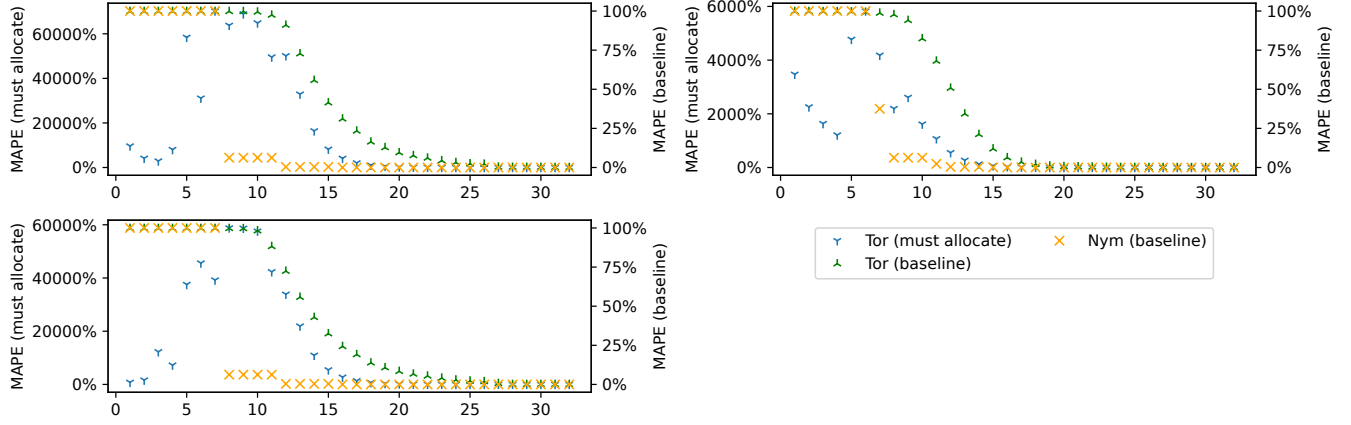 MAPE (must allocate)
60000%
40000%
20000%
0%
0 5 10 15 20 25 30
100%
75%
50%
25%
0%
MAPE (baseline)
MAPE (must allocate)
6000%
4000%
2000%
0%
0 5 10 15 20 25 30
100%
75%
50%
25%
0%
MAPE (baseline)
MAPE (must allocate)
60000%
40000%
20000%
0%
0 5 10 15 20 25 30
100%
75%
50%
25%
0%
MAPE (baseline)
Tor (must allocate) Nym (baseline)
Tor (baseline)